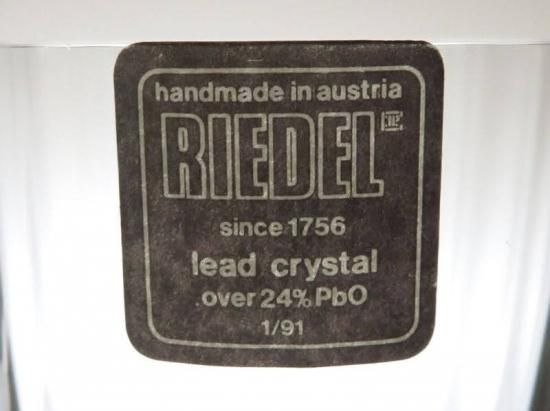 handmade in austria
RIEDEL
since 1756
lead crystal
over 24% PbO
1/91